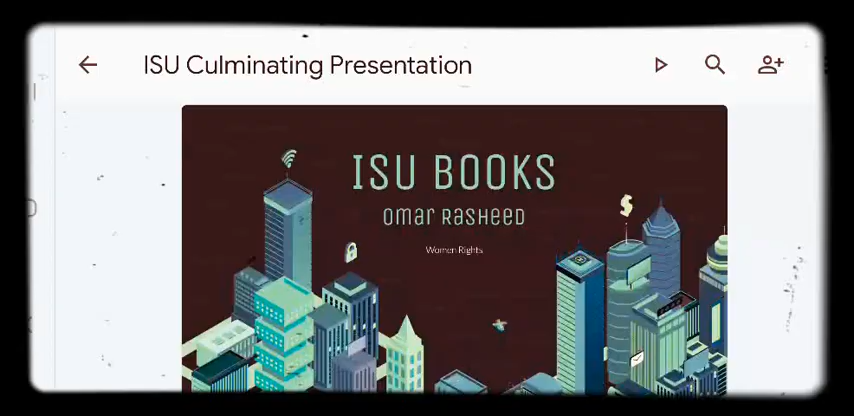 ISU Culminating Presentation
ISU BOOKS
Omar Rasheed
Women Rights